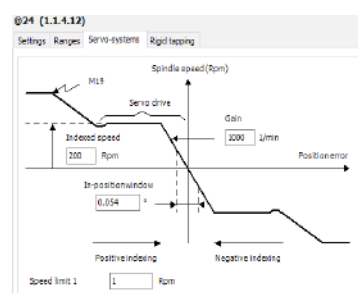 @24 (1.1.4.12)
Settings Ranges Servo-systems Rigid tapping
Spindle speed (Rpm)
M19
Servo drive
Gain
1000 1/min
Indexed speed
200 Rpm
Position error
In-position window
0.054 °
Positive indexing Negative indexing
Speed limit 1 1 Rpm